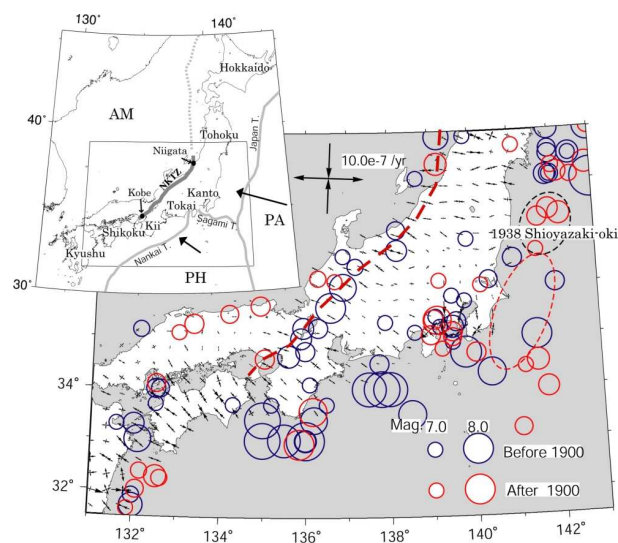 130° 140°
Hokkaido
40°
AM
Tohoku
Japan T.
Niigata
NKTZ
Kobe
Kanto
Tokai
PA
Kii
Sagami T.
Shikoku
Kyushu
Nankai T.
30°
PH
10.0e-7 /yr
1938 Shioyazaki-oki
34°
Mag.
7.0 8.0
Before 1900
After 1900
32°
132° 134° 136° 138° 140° 142°